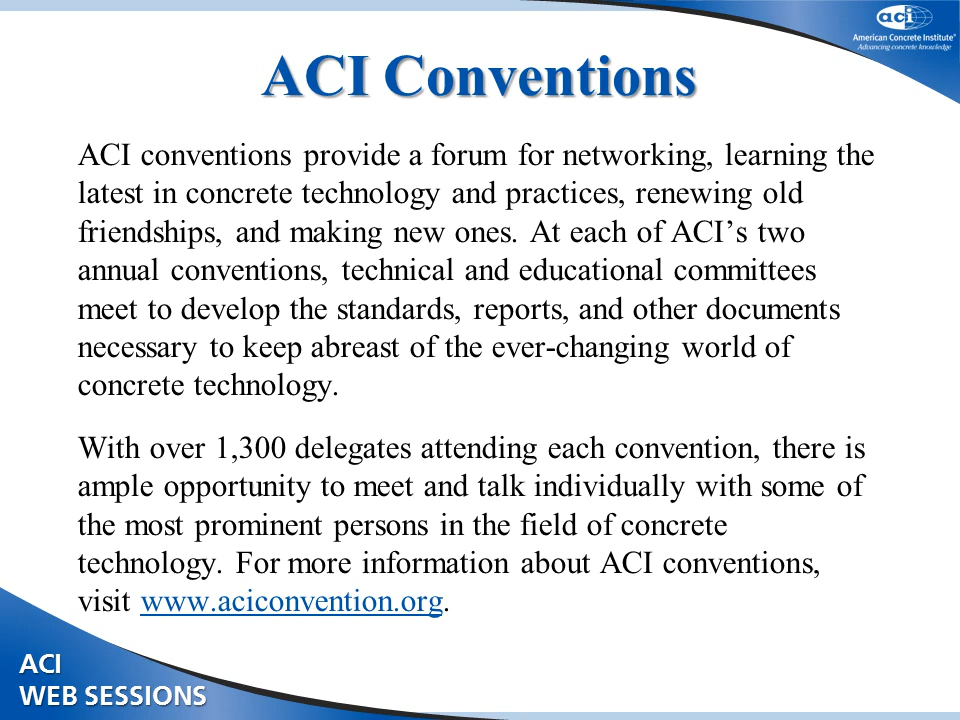 aci
American Concrete Institute®
Advancing concrete knowledge
ACI Conventions
ACI conventions provide a forum for networking, learning the
latest in concrete technology and practices, renewing old
friendships, and making new ones. At each of ACI’s two
annual conventions, technical and educational committees
meet to develop the standards, reports, and other documents
necessary to keep abreast of the ever-changing world of
concrete technology.
With over 1,300 delegates attending each convention, there is
ample opportunity to meet and talk individually with some of
the most prominent persons in the field of concrete
technology. For more information about ACI conventions,
visit www.aciconvention.org.
ACI
WEB SESSIONS